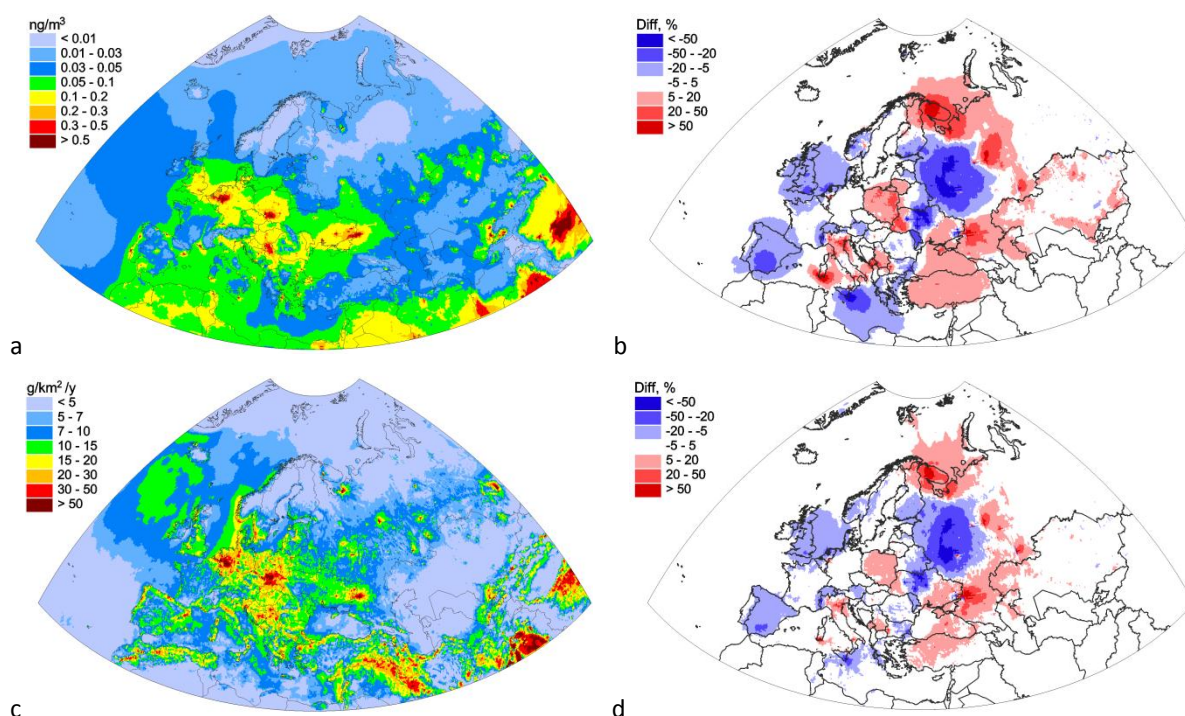 ng/m³
< 0.01
0.01 - 0.03
0.03 - 0.05
0.05 - 0.1
0.1 - 0.2
0.2 - 0.3
0.3 - 0.5
> 0.5
a
Diff, %
< -50
-50 - -20
-20 - -5
-5 - 5
5 - 20
20 - 50
> 50
b
g/km² /y
< 5
5 - 7
7 - 10
10 - 15
15 - 20
20 - 30
30 - 50
> 50
c
Diff, %
< -50
-50 - -20
-20 - -5
-5 - 5
5 - 20
20 - 50
> 50
d